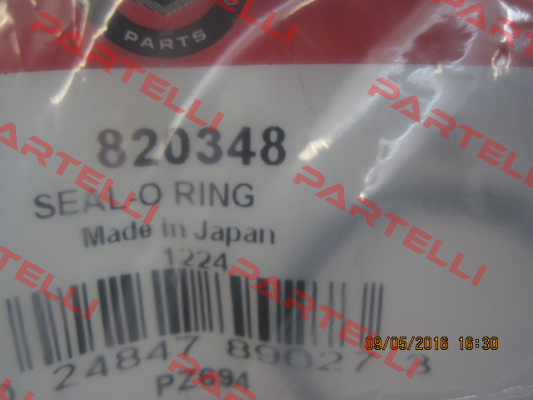 PARTS
820348
SEAL-O RING
Made in Japan
1224
24847 89027 3
PZ694
09/05/2016 16:30
PARTELLI
PARTELLI
PARTELLI
PARTELLI
PARTELLI
PARTELLI